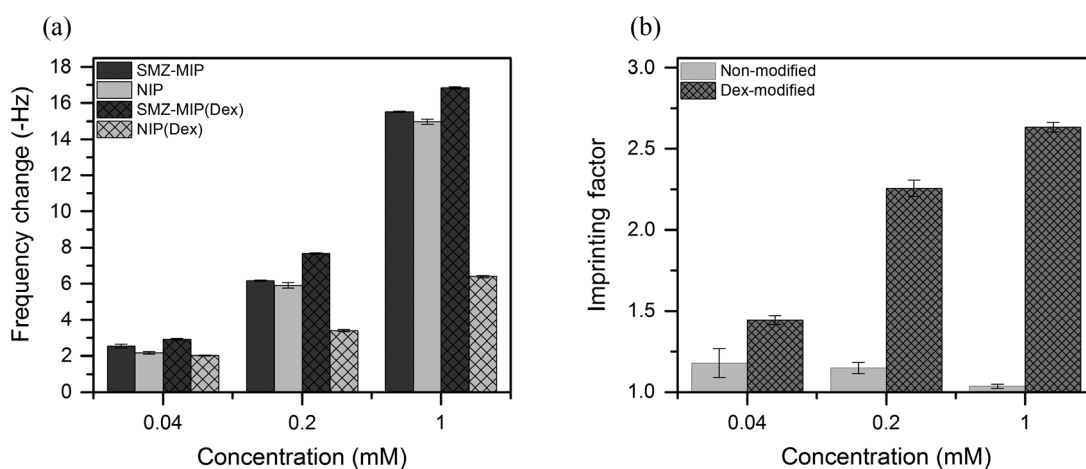 (a)
SMZ-MIP
NIP
SMZ-MIP(Dex)
NIP(Dex)
18
16
14
12
10
8
6
4
2
0
Frequency change (-Hz)
0.04
0.2
1
Concentration (mM)
(b)
Non-modified
Dex-modified
3.0
2.5
2.0
1.5
1.0
Imprinting factor
0.04
0.2
1
Concentration (mM)